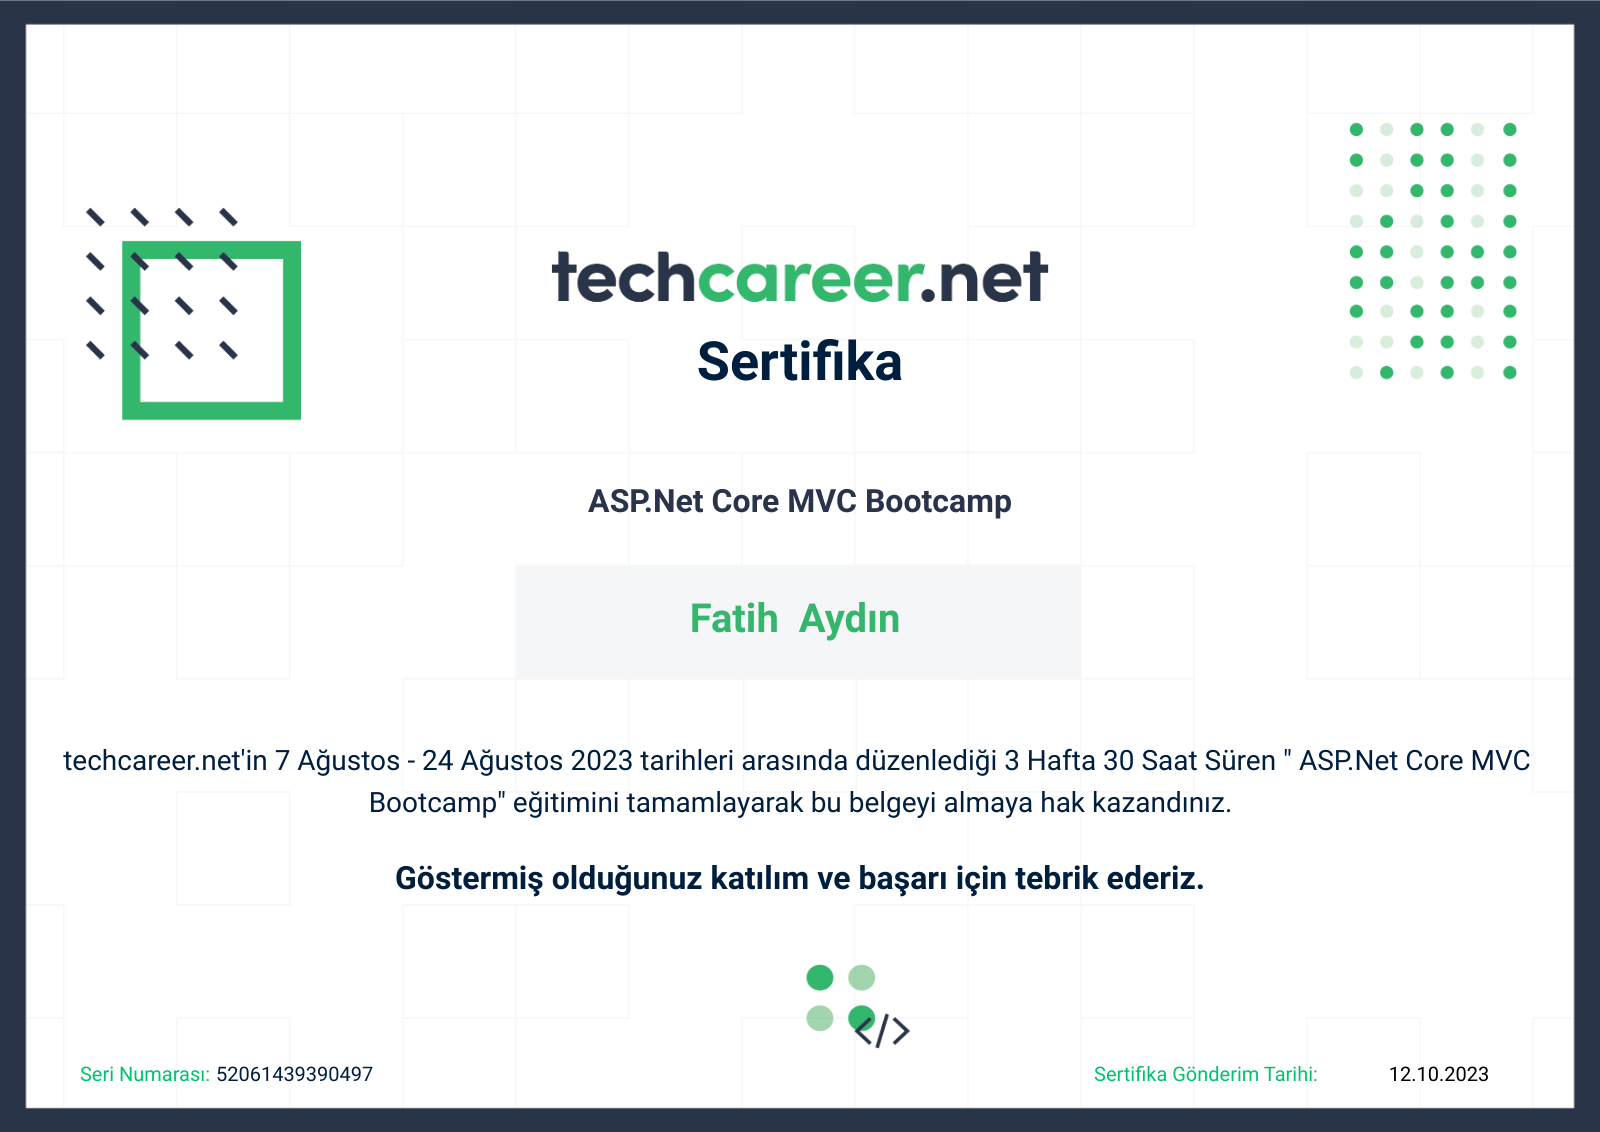 techcareer.net
Sertifika
ASP.Net Core MVC Bootcamp
Fatih  Aydın
techcareer.net'in 7 Ağustos - 24 Ağustos 2023 tarihleri arasında düzenlediği 3 Hafta 30 Saat Süren " ASP.Net Core MVC
Bootcamp" eğitimini tamamlayarak bu belgeyi almaya hak kazandınız.
Göstermiş olduğunuz katılım ve başarı için tebrik ederiz.
</>
Seri Numarası: 52061439390497
Sertifika Gönderim Tarihi: 12.10.2023